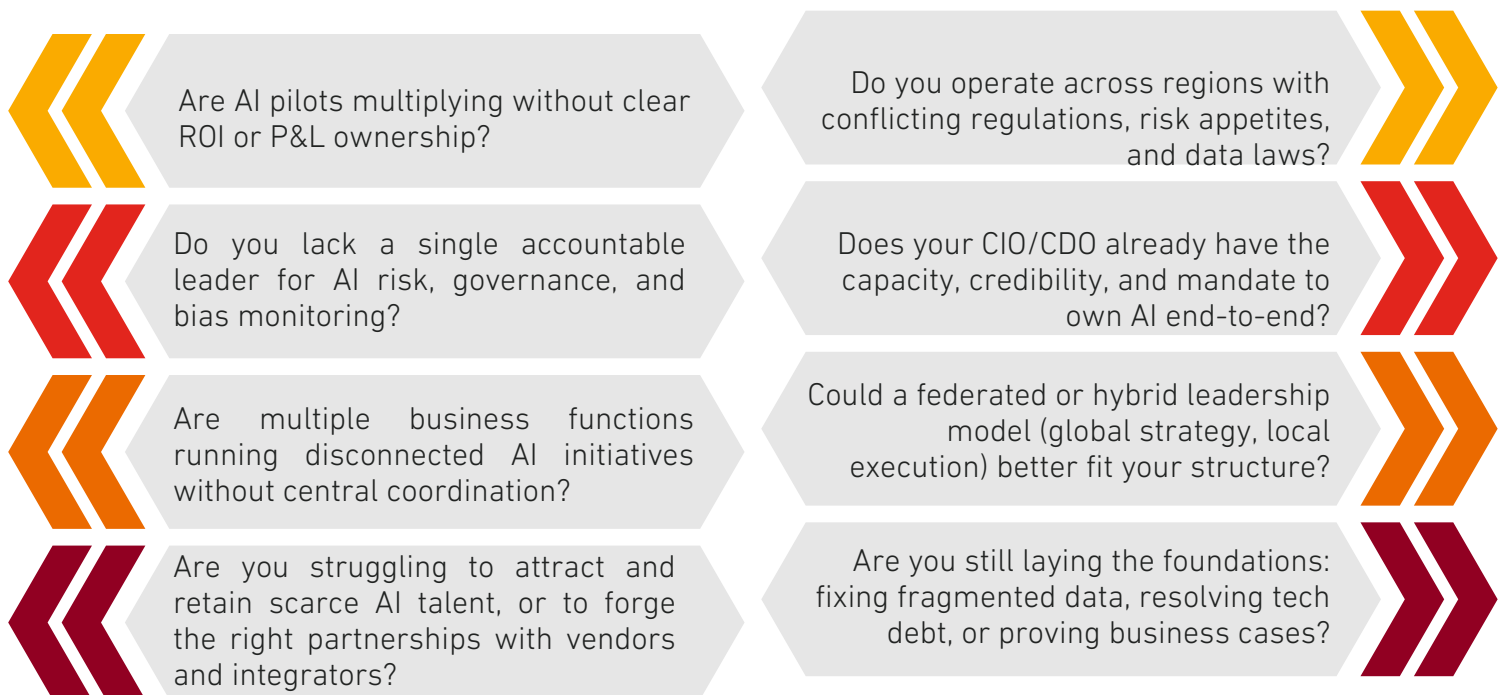 Are AI pilots multiplying without clear
ROI or P&L ownership?
Do you lack a single accountable
leader for AI risk, governance, and
bias monitoring?
Are multiple business functions
running disconnected AI initiatives
without central coordination?
Are you struggling to attract and
retain scarce AI talent, or to forge
the right partnerships with vendors
and integrators?
Do you operate across regions with
conflicting regulations, risk appetites,
and data laws?
Does your CIO/CDO already have the
capacity, credibility, and mandate to
own AI end-to-end?
Could a federated or hybrid leadership
model (global strategy, local
execution) better fit your structure?
Are you still laying the foundations:
fixing fragmented data, resolving tech
debt, or proving business cases?